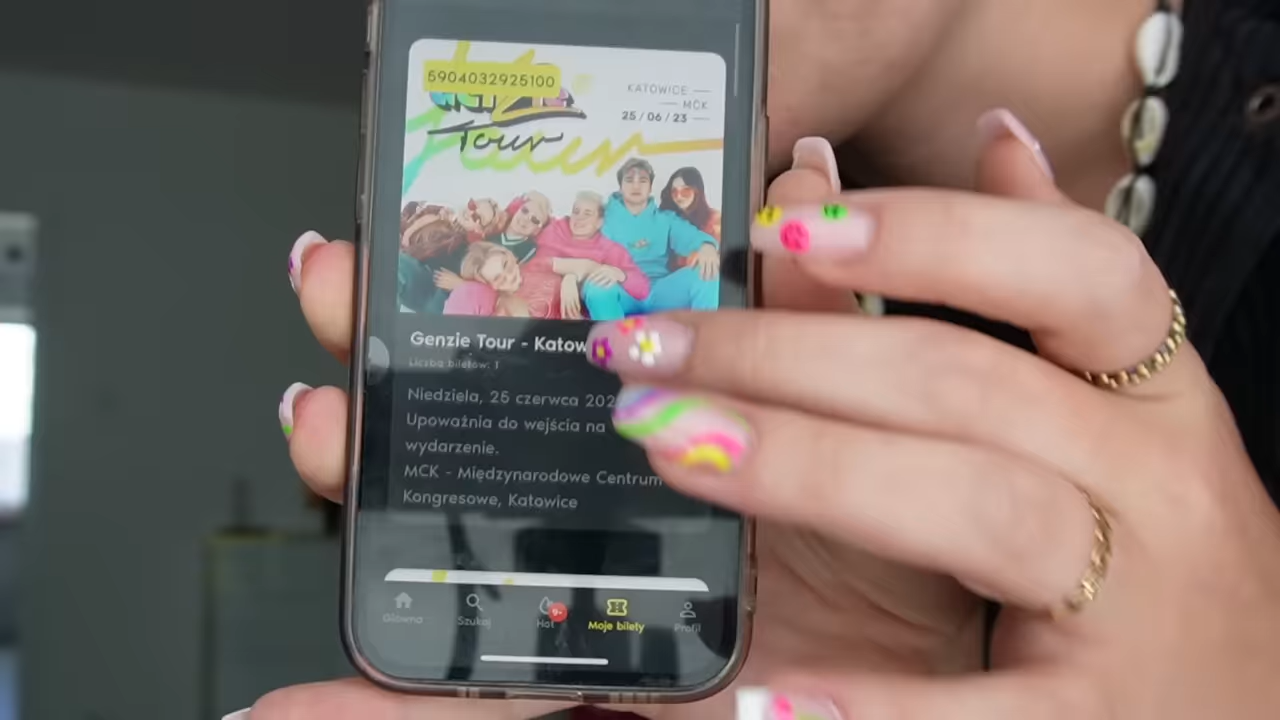 5904032925100
Tour
KATOWICE
MCK
25 / 06 / 23
Genzie Tour - Katow
Liczba biletów: 1
Niedziela, 25 czerwca 202
Upoważnia do wejścia na
wydarzenie.
MCK - Międzynarodowe Centrum
Kongresowe, Katowice
9+
Główna
Szukaj
Hot
Moje bilety
Profil